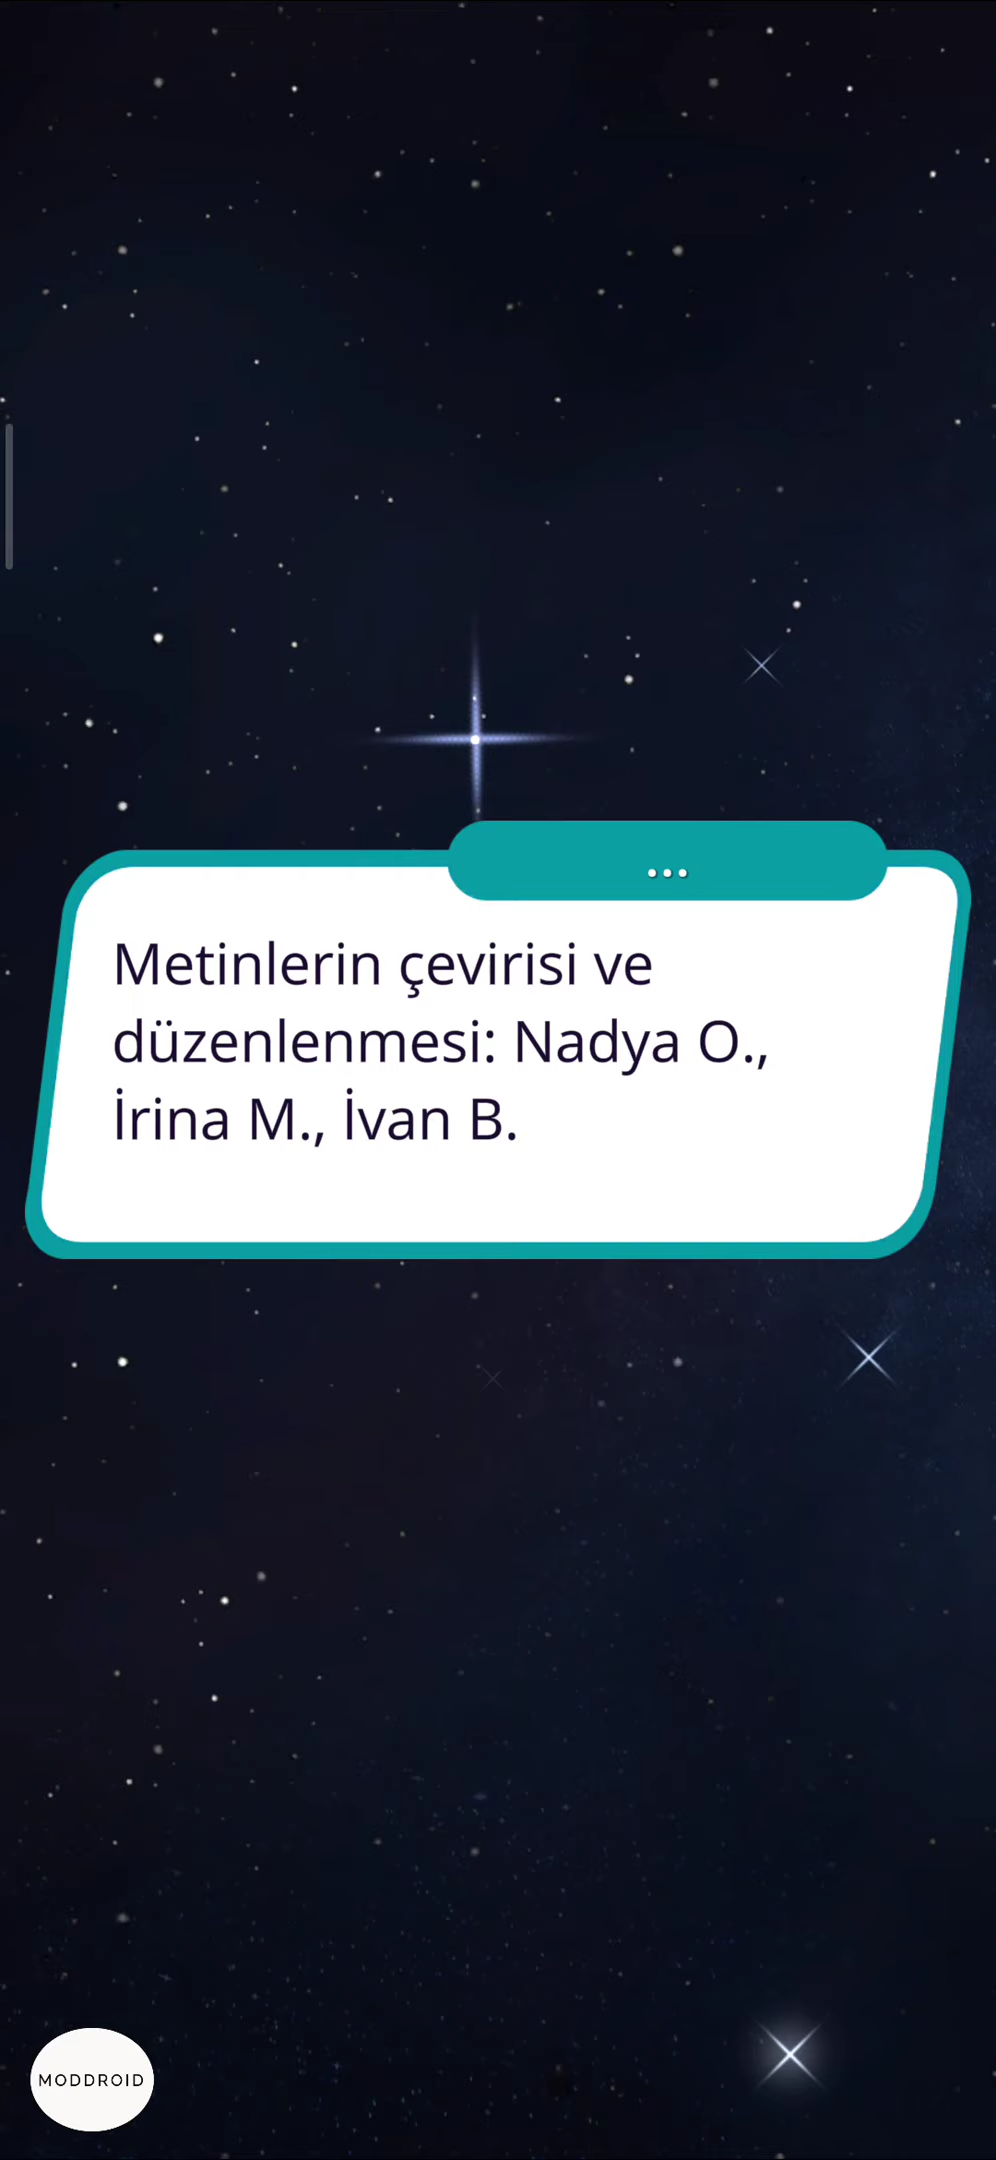 ...
Metinlerin çevirisi ve
düzenlenmesi: Nadya O.,
İrina M., İvan B.
MODDROID